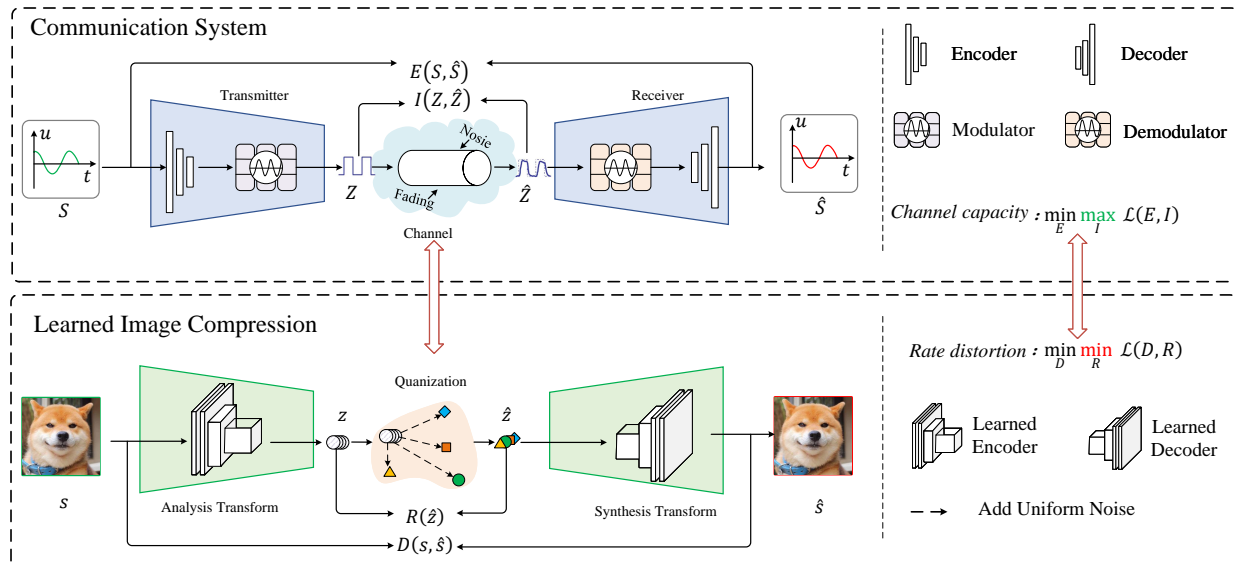 Communication System
Encoder
Decoder
E(S, Ŝ)
Transmitter
I(Z, Ẑ)
Receiver
u
t
S
Nosie
Fading
Z
Ẑ
u
t
Ŝ
Modulator
Demodulator
Channel
Channel capacity : min max ℒ(E, I)
E I
Learned Image Compression
Rate distortion : min min ℒ(D, R)
D R
Quanization
z
ẑ
Learned
Encoder
Learned
Decoder
s
Analysis Transform
R(ẑ)
Synthesis Transform
ŝ
D(s, ŝ)
Add Uniform Noise